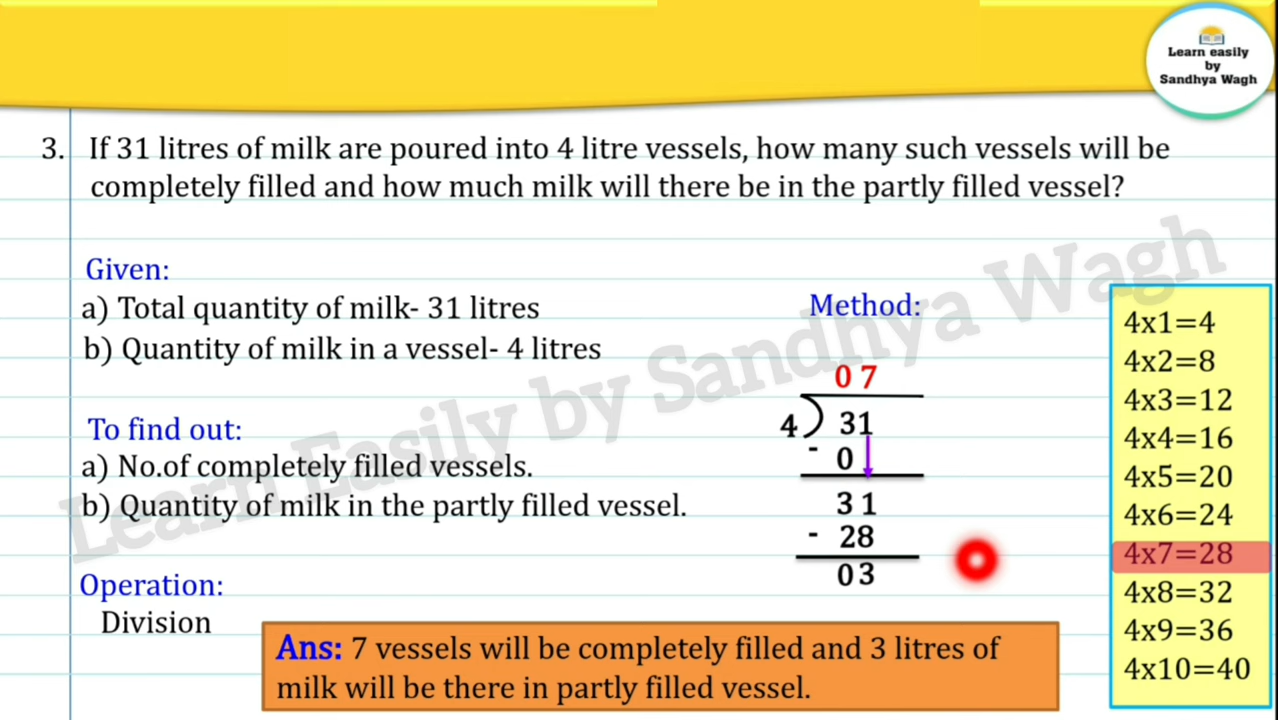 Learn easily
by
Sandhya Wagh
3. If 31 litres of milk are poured into 4 litre vessels, how many such vessels will be
completely filled and how much milk will there be in the partly filled vessel?
Given:
a) Total quantity of milk- 31 litres
b) Quantity of milk in a vessel- 4 litres
To find out:
a) No.of completely filled vessels.
b) Quantity of milk in the partly filled vessel.
Operation:
Division
Method:
0 7
4 ) 31
- 0
3 1
- 28
03
4x1=4
4x2=8
4x3=12
4x4=16
4x5=20
4x6=24
4x7=28
4x8=32
4x9=36
4x10=40
Ans: 7 vessels will be completely filled and 3 litres of
milk will be there in partly filled vessel.
Learn Easily by Sandhya Wagh